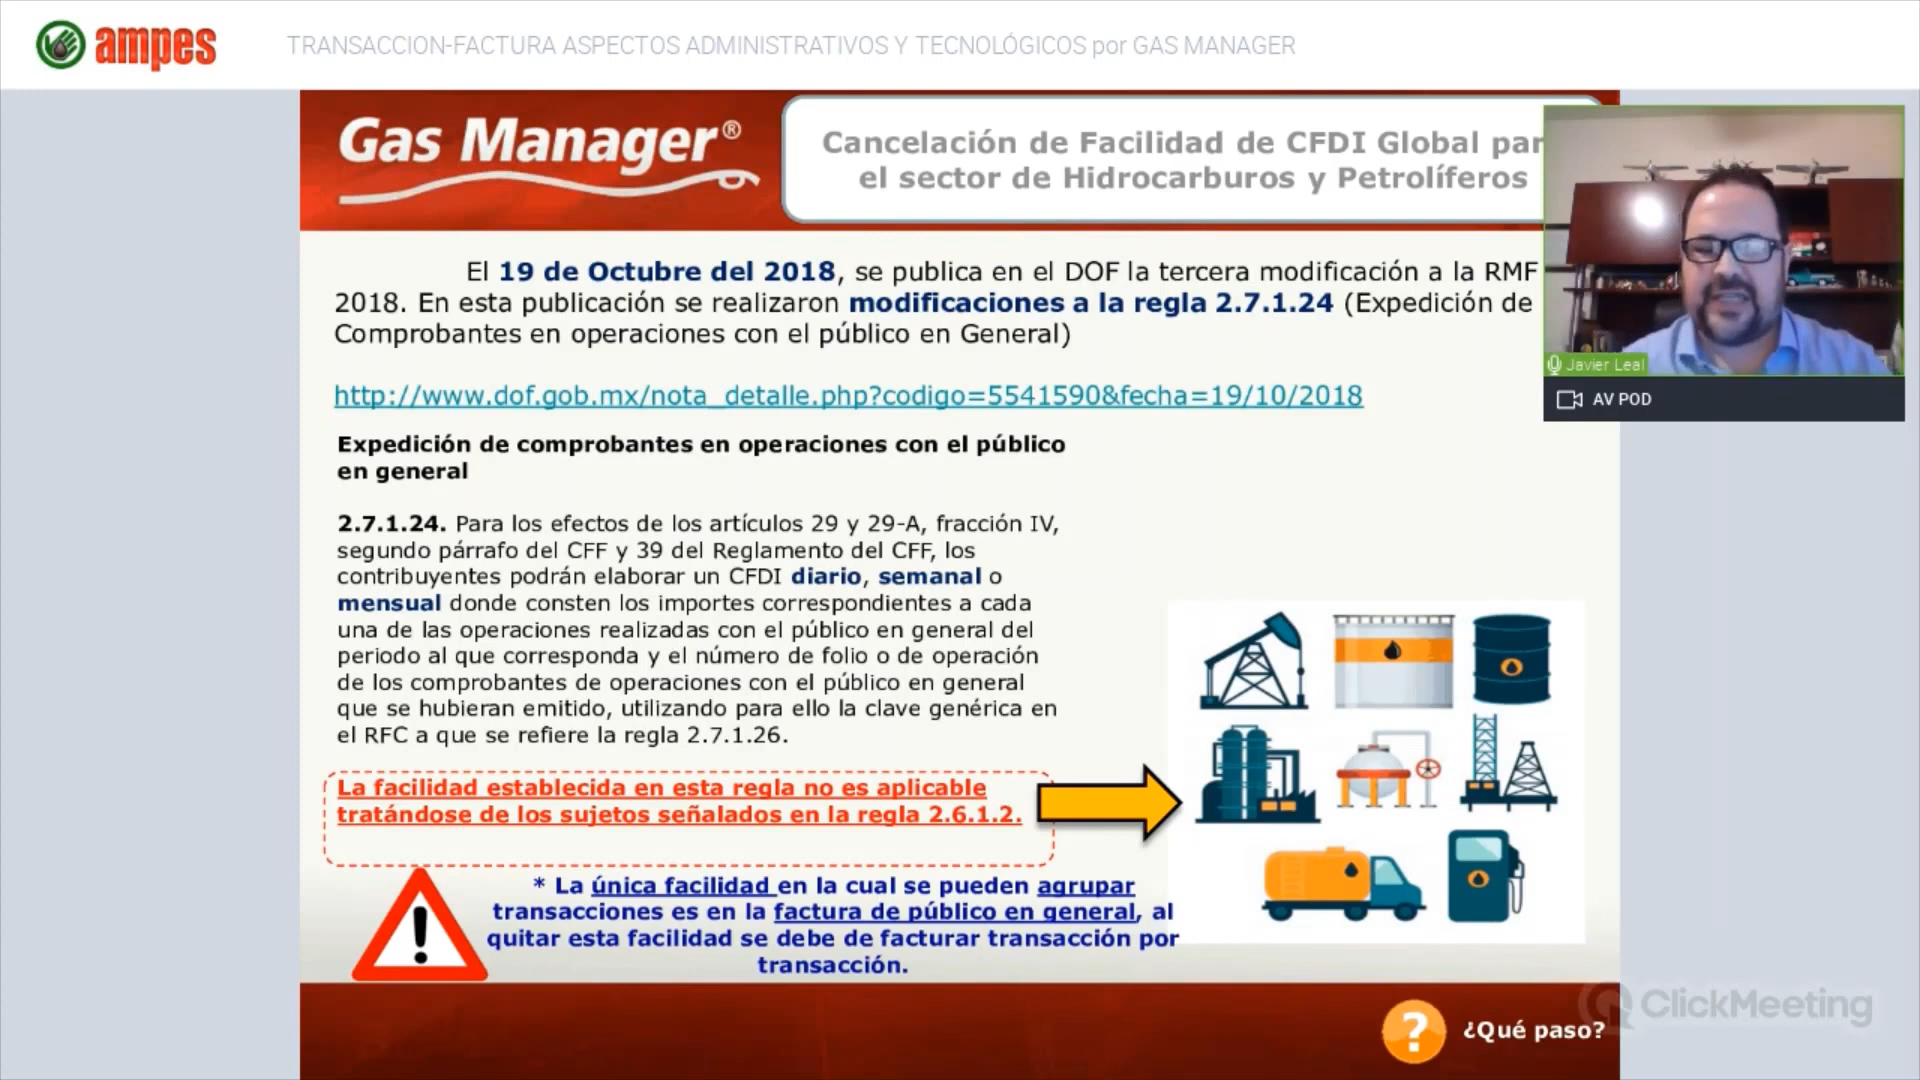 ampes
TRANSACCION-FACTURA ASPECTOS ADMINISTRATIVOS Y TECNOLÓGICOS por GAS MANAGER
Gas Manager®
Cancelación de Facilidad de CFDI Global par
el sector de Hidrocarburos y Petrolíferos
El 19 de Octubre del 2018, se publica en el DOF la tercera modificación a la RMF
2018. En esta publicación se realizaron modificaciones a la regla 2.7.1.24 (Expedición de
Comprobantes en operaciones con el público en General)
http://www.dof.gob.mx/nota_detalle.php?codigo=5541590&fecha=19/10/2018
Expedición de comprobantes en operaciones con el público
en general
2.7.1.24. Para los efectos de los artículos 29 y 29-A, fracción IV,
segundo párrafo del CFF y 39 del Reglamento del CFF, los
contribuyentes podrán elaborar un CFDI diario, semanal o
mensual donde consten los importes correspondientes a cada
una de las operaciones realizadas con el público en general del
periodo al que corresponda y el número de folio o de operación
de los comprobantes de operaciones con el público en general
que se hubieran emitido, utilizando para ello la clave genérica en
el RFC a que se refiere la regla 2.7.1.26.
La facilidad establecida en esta regla no es aplicable
tratándose de los sujetos señalados en la regla 2.6.1.2.
* La única facilidad en la cual se pueden agrupar
transacciones es en la factura de público en general, al
quitar esta facilidad se debe de facturar transacción por
transacción.
Javier Leal
AV POD
¿Qué paso?
ClickMeeting